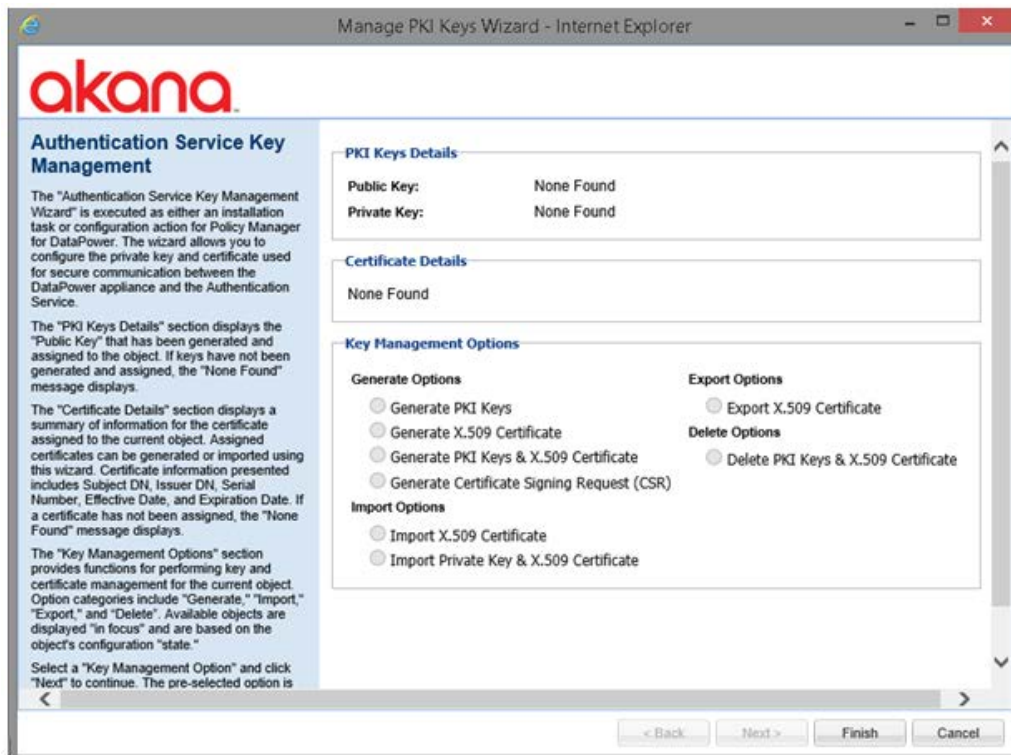 Manage PKI Keys Wizard - Internet Explorer
akana
Authentication Service Key
Management
The "Authentication Service Key Management
Wizard" is executed as either an installation
task or configuration action for Policy Manager
for DataPower. The wizard allows you to
configure the private key and certificate used
for secure communication between the
DataPower appliance and the Authentication
Service.
The "PKI Keys Details" section displays the
"Public Key" that has been generated and
assigned to the object. If keys have not been
generated and assigned, the "None Found"
message displays.
The "Certificate Details" section displays a
summary of information for the certificate
assigned to the current object. Assigned
certificates can be generated or imported using
this wizard. Certificate information presented
includes Subject DN, Issuer DN, Serial
Number, Effective Date, and Expiration Date. If
a certificate has not been assigned, the "None
Found" message displays.
The "Key Management Options" section
provides functions for performing key and
certificate management for the current object.
Option categories include "Generate," "Import,"
"Export," and "Delete". Available objects are
displayed "in focus" and are based on the
object's configuration "state."
Select a "Key Management Option" and click
"Next" to continue. The pre-selected option is
PKI Keys Details
Public Key: None Found
Private Key: None Found
Certificate Details
None Found
Key Management Options
Generate Options
Generate PKI Keys
Generate X.509 Certificate
Generate PKI Keys & X.509 Certificate
Generate Certificate Signing Request (CSR)
Import Options
Import X.509 Certificate
Import Private Key & X.509 Certificate
Export Options
Export X.509 Certificate
Delete Options
Delete PKI Keys & X.509 Certificate
< Back Next > Finish Cancel